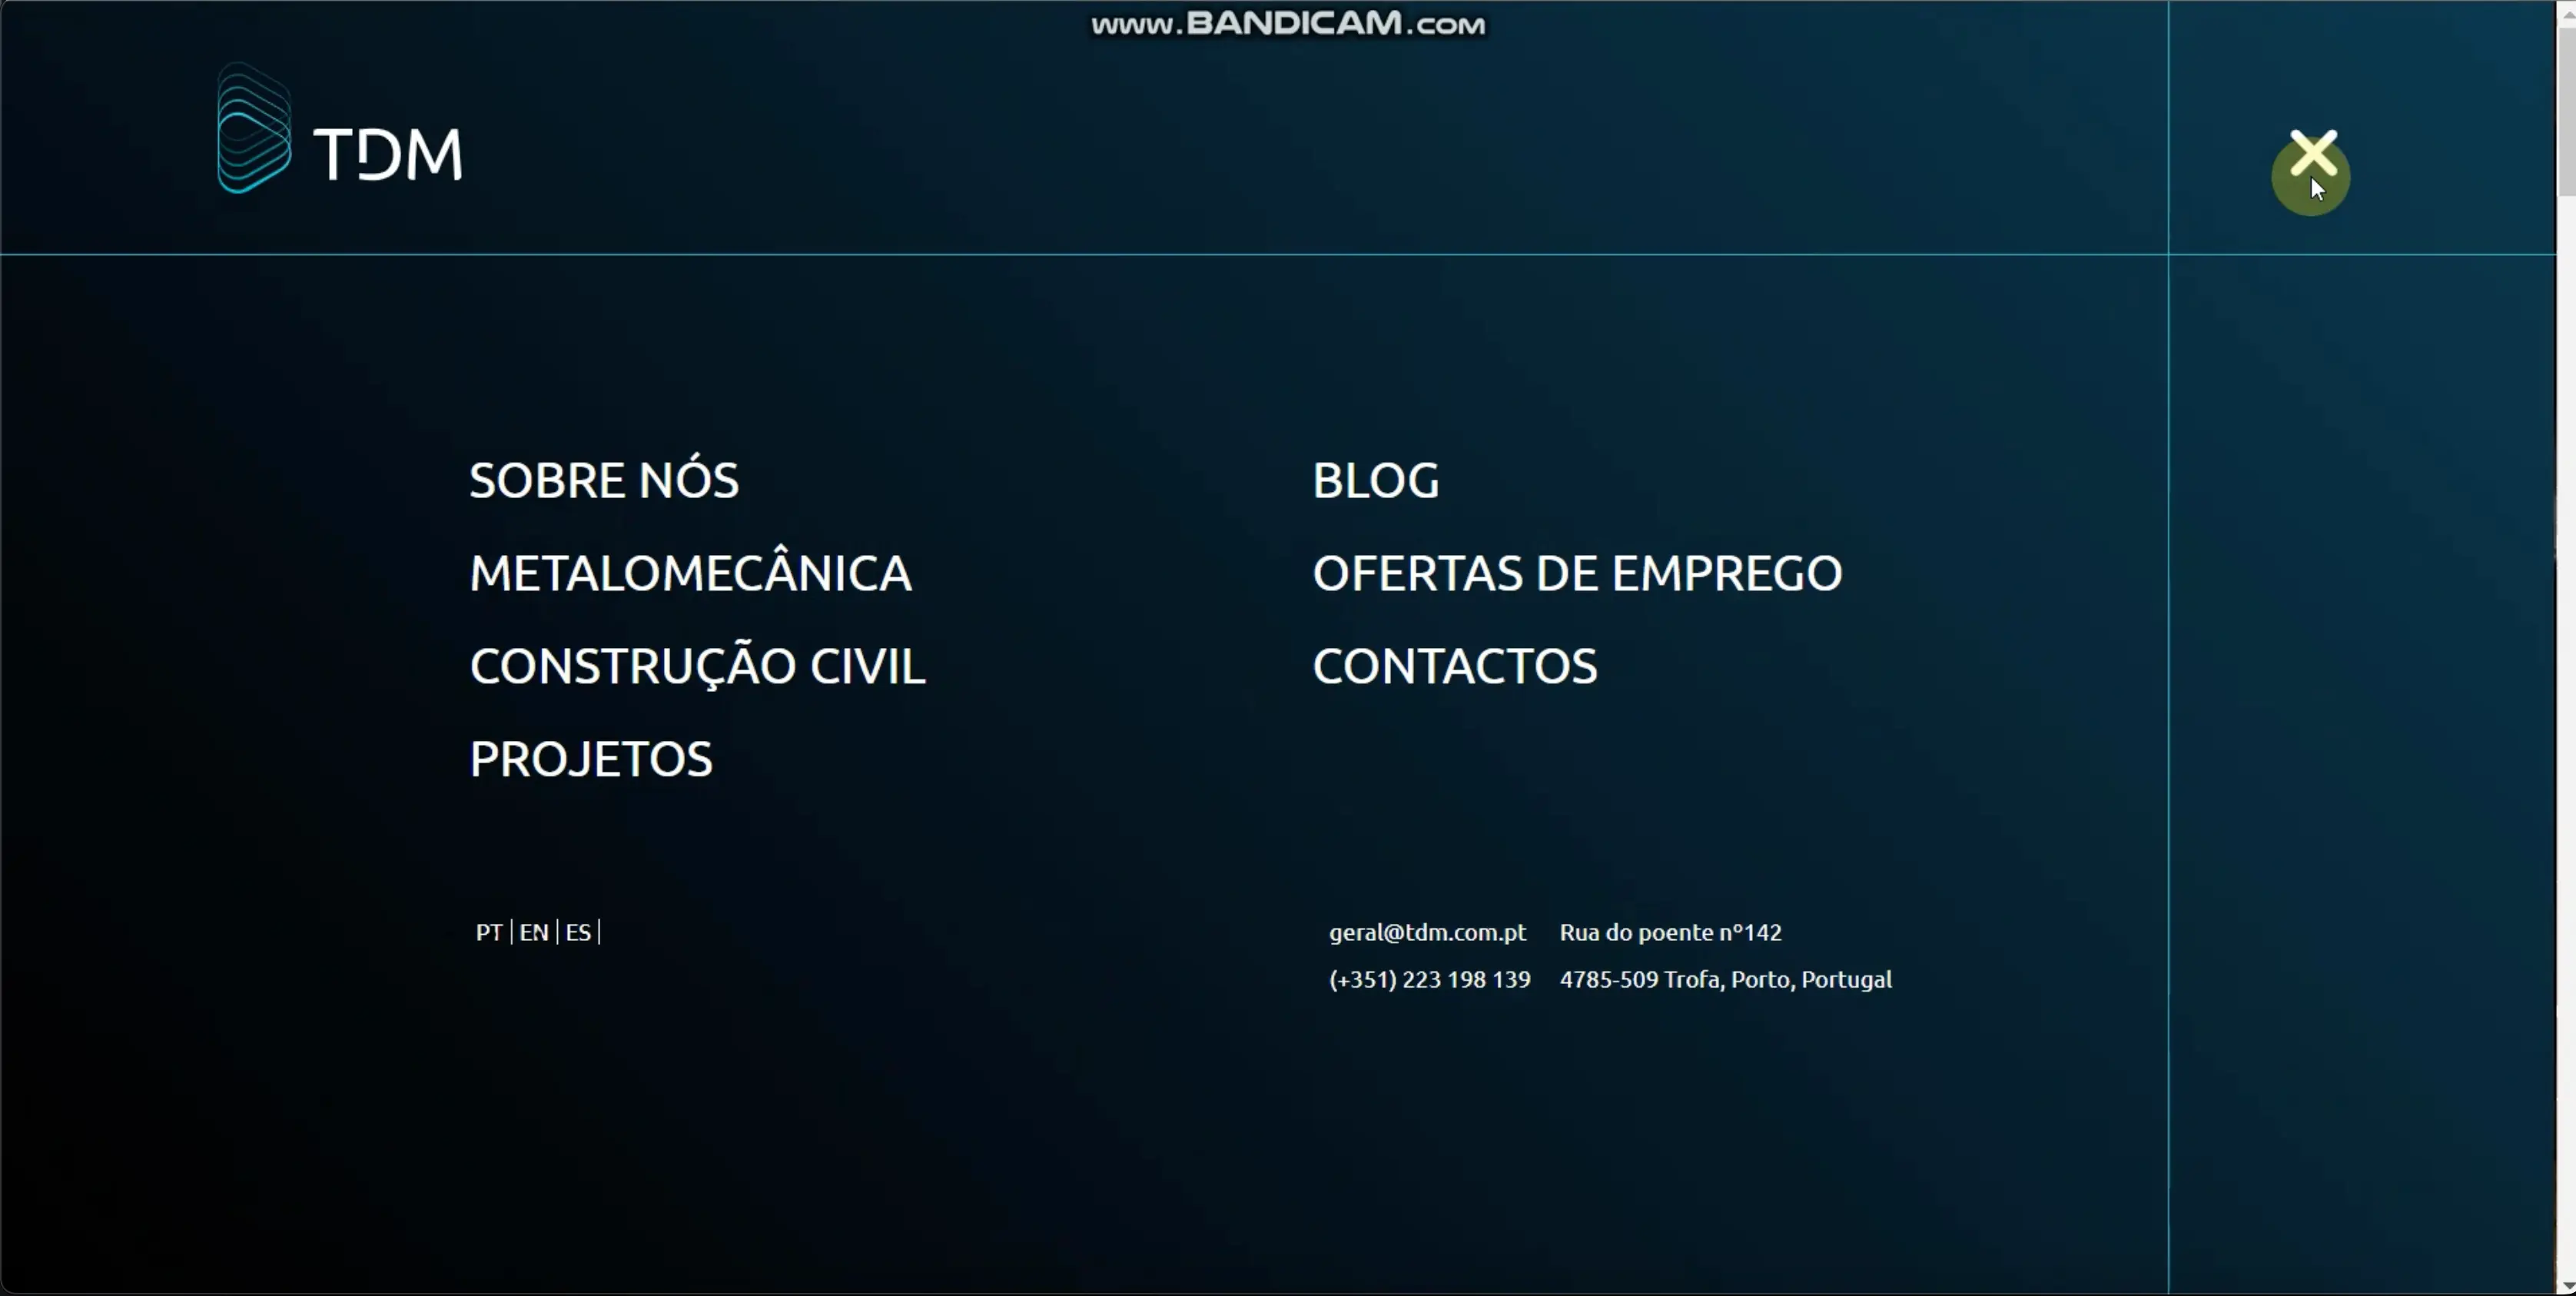 www.BANDICAM.com
TDM
SOBRE NÓS
METALOMECÂNICA
CONSTRUÇÃO CIVIL
PROJETOS
BLOG
OFERTAS DE EMPREGO
CONTACTOS
PT | EN | ES |
geral@tdm.com.pt
(+351) 223 198 139
Rua do poente nº142
4785-509 Trofa, Porto, Portugal